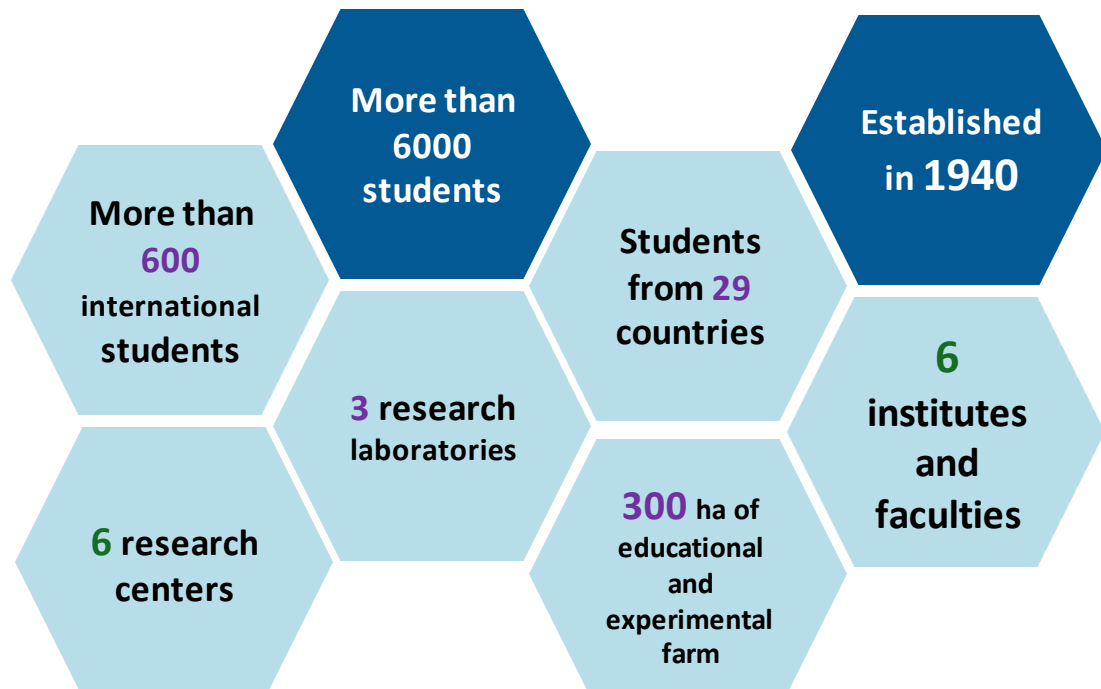 More than
6000
students
Established
in 1940
More than
600
international
students
Students
from 29
countries
3 research
laboratories
6
institutes
and
faculties
6 research
centers
300 ha of
educational
and
experimental
farm